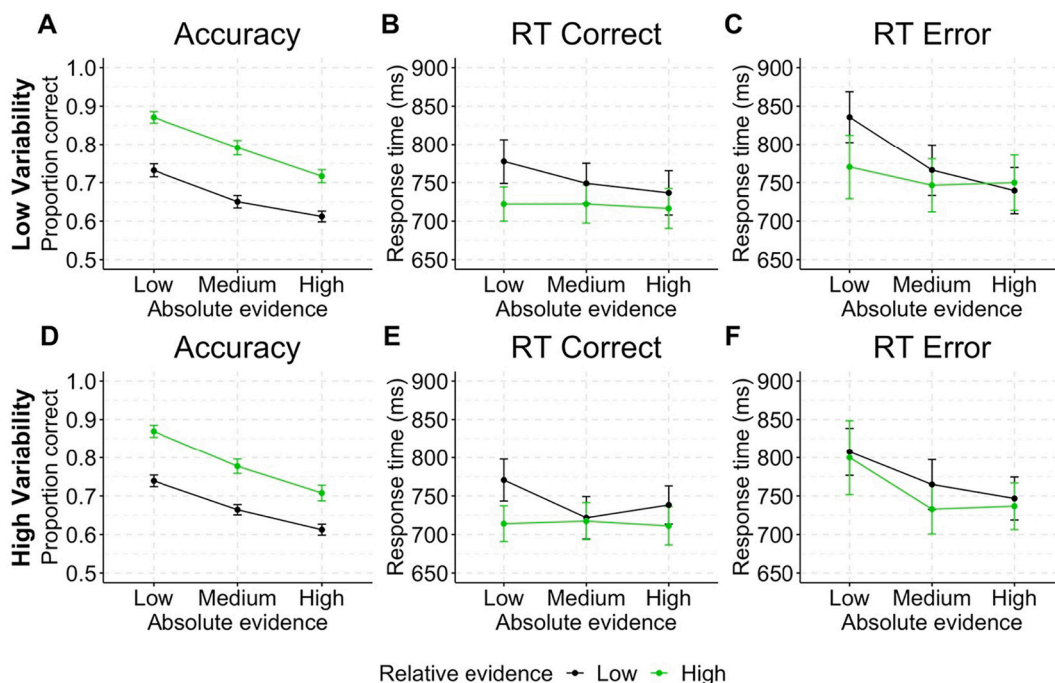 A
Accuracy
B
RT Correct
C
RT Error
Low Variability
Proportion correct
1.0
0.9
0.8
0.7
0.6
0.5
Low Medium High
Absolute evidence
Response time (ms)
900
850
800
750
700
650
Low Medium High
Absolute evidence
Response time (ms)
900
850
800
750
700
650
Low Medium High
Absolute evidence
D
Accuracy
E
RT Correct
F
RT Error
High Variability
Proportion correct
1.0
0.9
0.8
0.7
0.6
0.5
Low Medium High
Absolute evidence
Response time (ms)
900
850
800
750
700
650
Low Medium High
Absolute evidence
Response time (ms)
900
850
800
750
700
650
Low Medium High
Absolute evidence
Relative evidence Low High